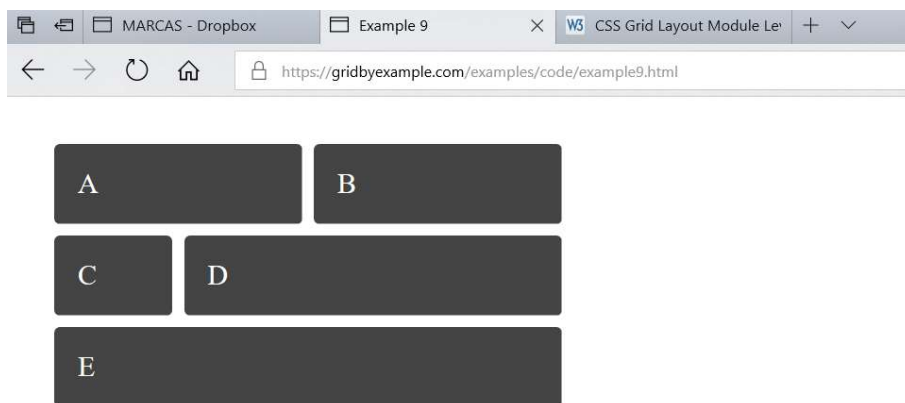 MARCAS - Dropbox
Example 9
CSS Grid Layout Module Le
https://gridbyexample.com/examples/code/example9.html
A B
C D
E